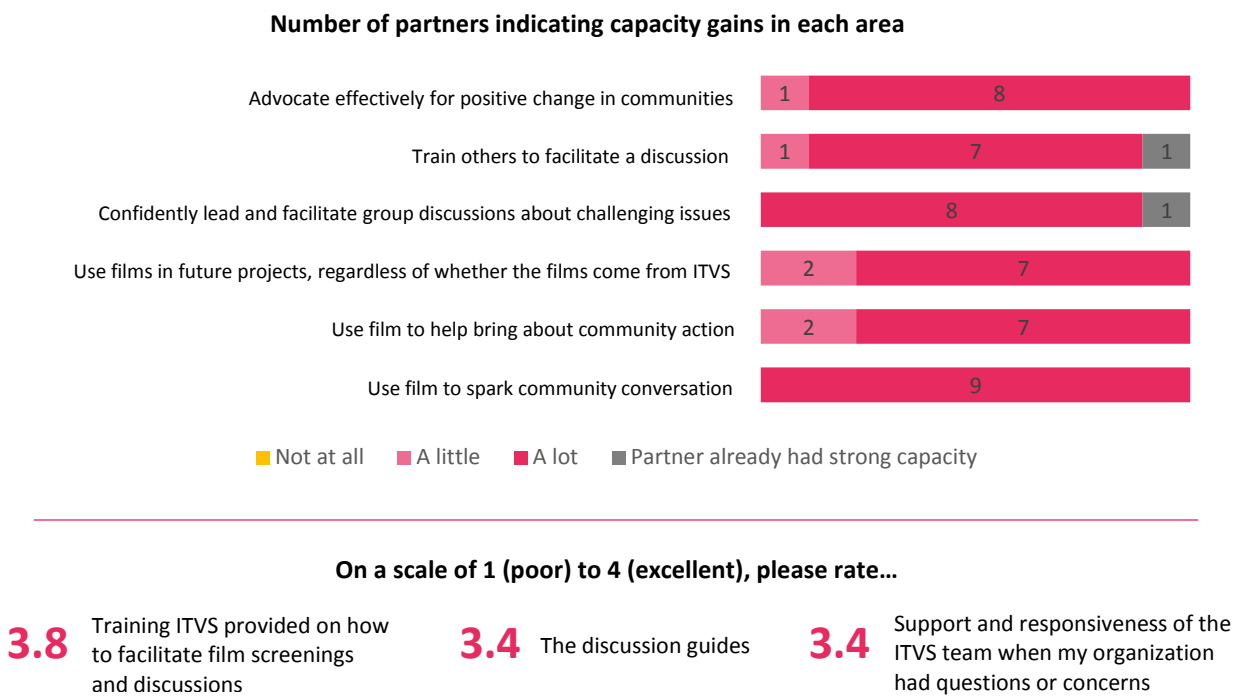 Number of partners indicating capacity gains in each area
Advocate effectively for positive change in communities 1 8
Train others to facilitate a discussion 1 7 1
Confidently lead and facilitate group discussions about challenging issues 8 1
Use films in future projects, regardless of whether the films come from ITVS 2 7
Use film to help bring about community action 2 7
Use film to spark community conversation 9
Not at all A little A lot Partner already had strong capacity
On a scale of 1 (poor) to 4 (excellent), please rate…
3.8
Training ITVS provided on how
to facilitate film screenings
and discussions
3.4 The discussion guides
3.4
Support and responsiveness of the
ITVS team when my organization
had questions or concerns